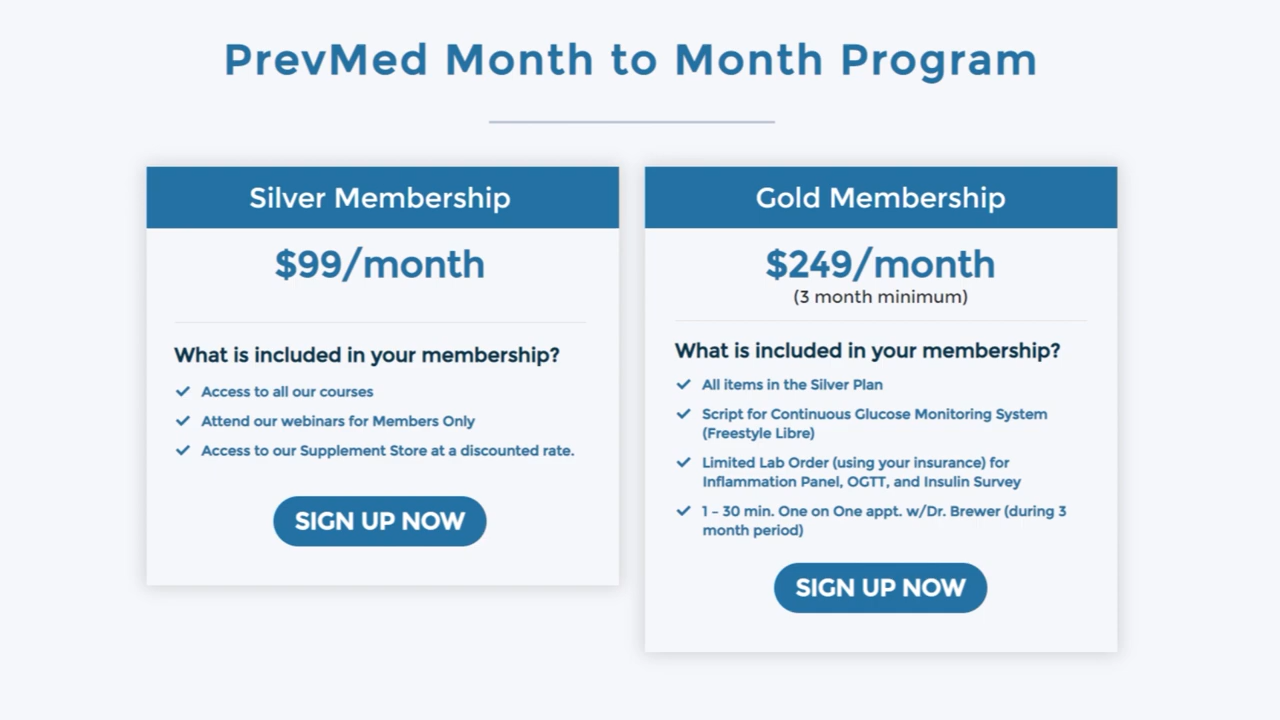 PrevMed Month to Month Program
Silver Membership
$99/month
What is included in your membership?
Access to all our courses
Attend our webinars for Members Only
Access to our Supplement Store at a discounted rate.
SIGN UP NOW
Gold Membership
$249/month
(3 month minimum)
What is included in your membership?
All items in the Silver Plan
Script for Continuous Glucose Monitoring System
(Freestyle Libre)
Limited Lab Order (using your insurance) for
Inflammation Panel, OGTT, and Insulin Survey
1 – 30 min. One on One appt. w/Dr. Brewer (during 3
month period)
SIGN UP NOW